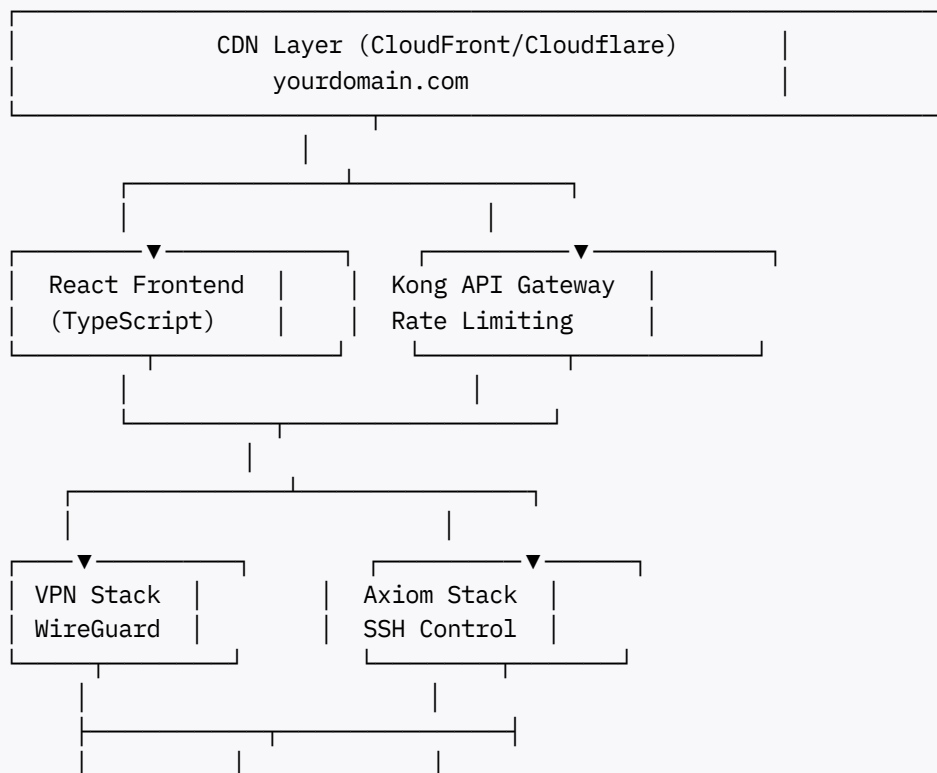 CDN Layer (CloudFront/Cloudflare)
yourdomain.com
React Frontend
(TypeScript)
Kong API Gateway
Rate Limiting
VPN Stack
WireGuard
Axiom Stack
SSH Control